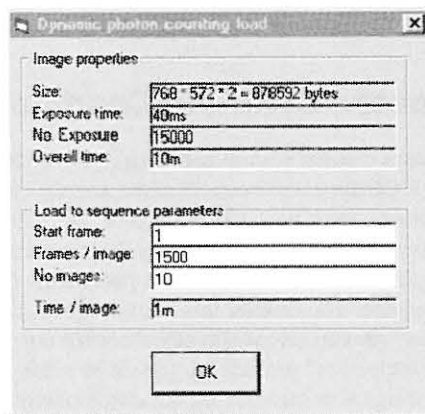 Dynamic photon counting load
Image properties
Size: 768 * 572 * 2 = 878592 bytes
Exposure time: 40ms
No. Exposure 15000
Overall time: 10m
Load to sequence parameters
Start frame: 1
Frames / image: 1500
No images: 10
Time / image: 1m
OK